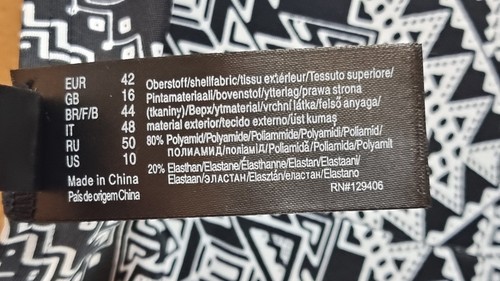 EUR 42
GB 16
BR/F/B 44
IT 48
RU 50
US 10
Made in China
País de origem China
Oberstoff/shellfabric/tissu extérieur/Tessuto superiore/
Pintamateriaali/bovenstof/ytterlag/prawa strona
(tkaniny)/Верх/ytmaterial/vrchní látka/felső anyaga/
material exterior/tecido externo/üst kumaş
80% Polyamid/Polyamide/Poliammide/Polyamid/Poliamid/
ПОЛИАМИД/поліамід/Poliamida/Poliamide/Polyamit
20% Elasthan/Elastane/Élasthanne/Elastan/Elastaani/
Elastaan/ЭЛАСТАН/Elasztán/еластан/Elastano
RN#129406